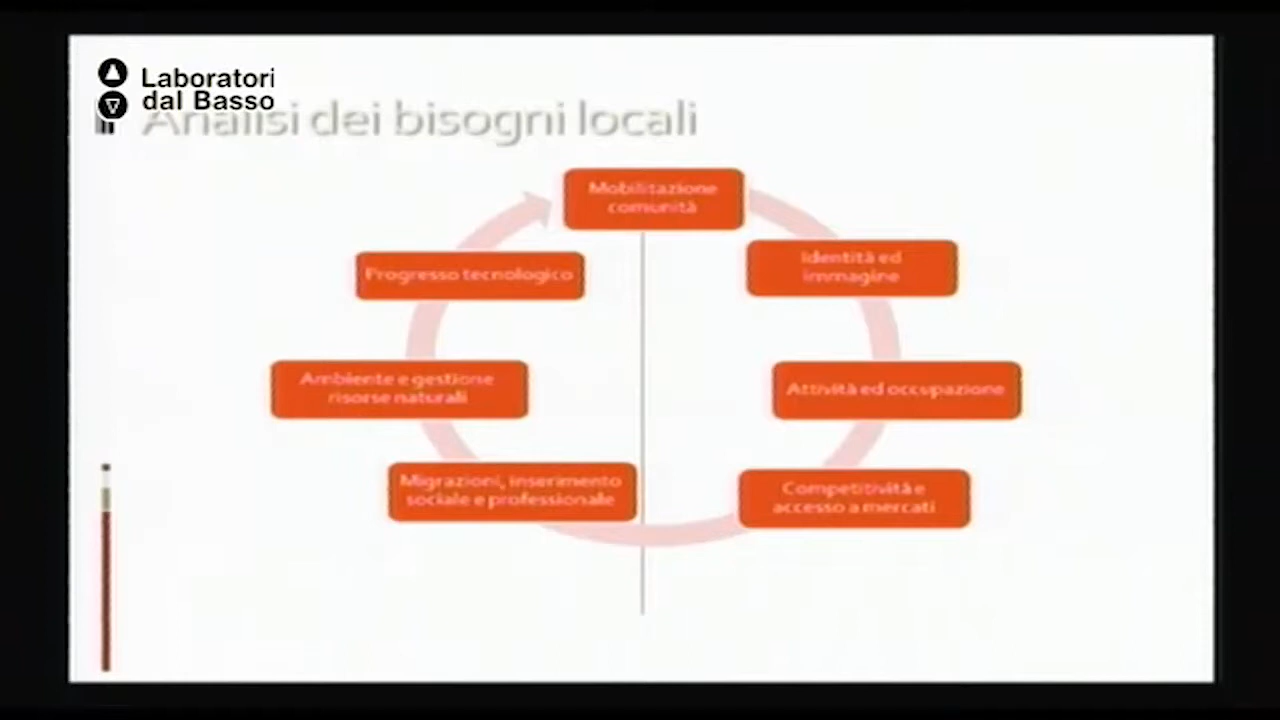 Laboratori
dal Basso
Analisi dei bisogni locali
Mobilitazione
comunità
Identità ed
immagine
Attività ed occupazione
Competitività e
accesso a mercati
Migrazioni, inserimento
sociale e professionale
Ambiente e gestione
risorse naturali
Progresso tecnologico